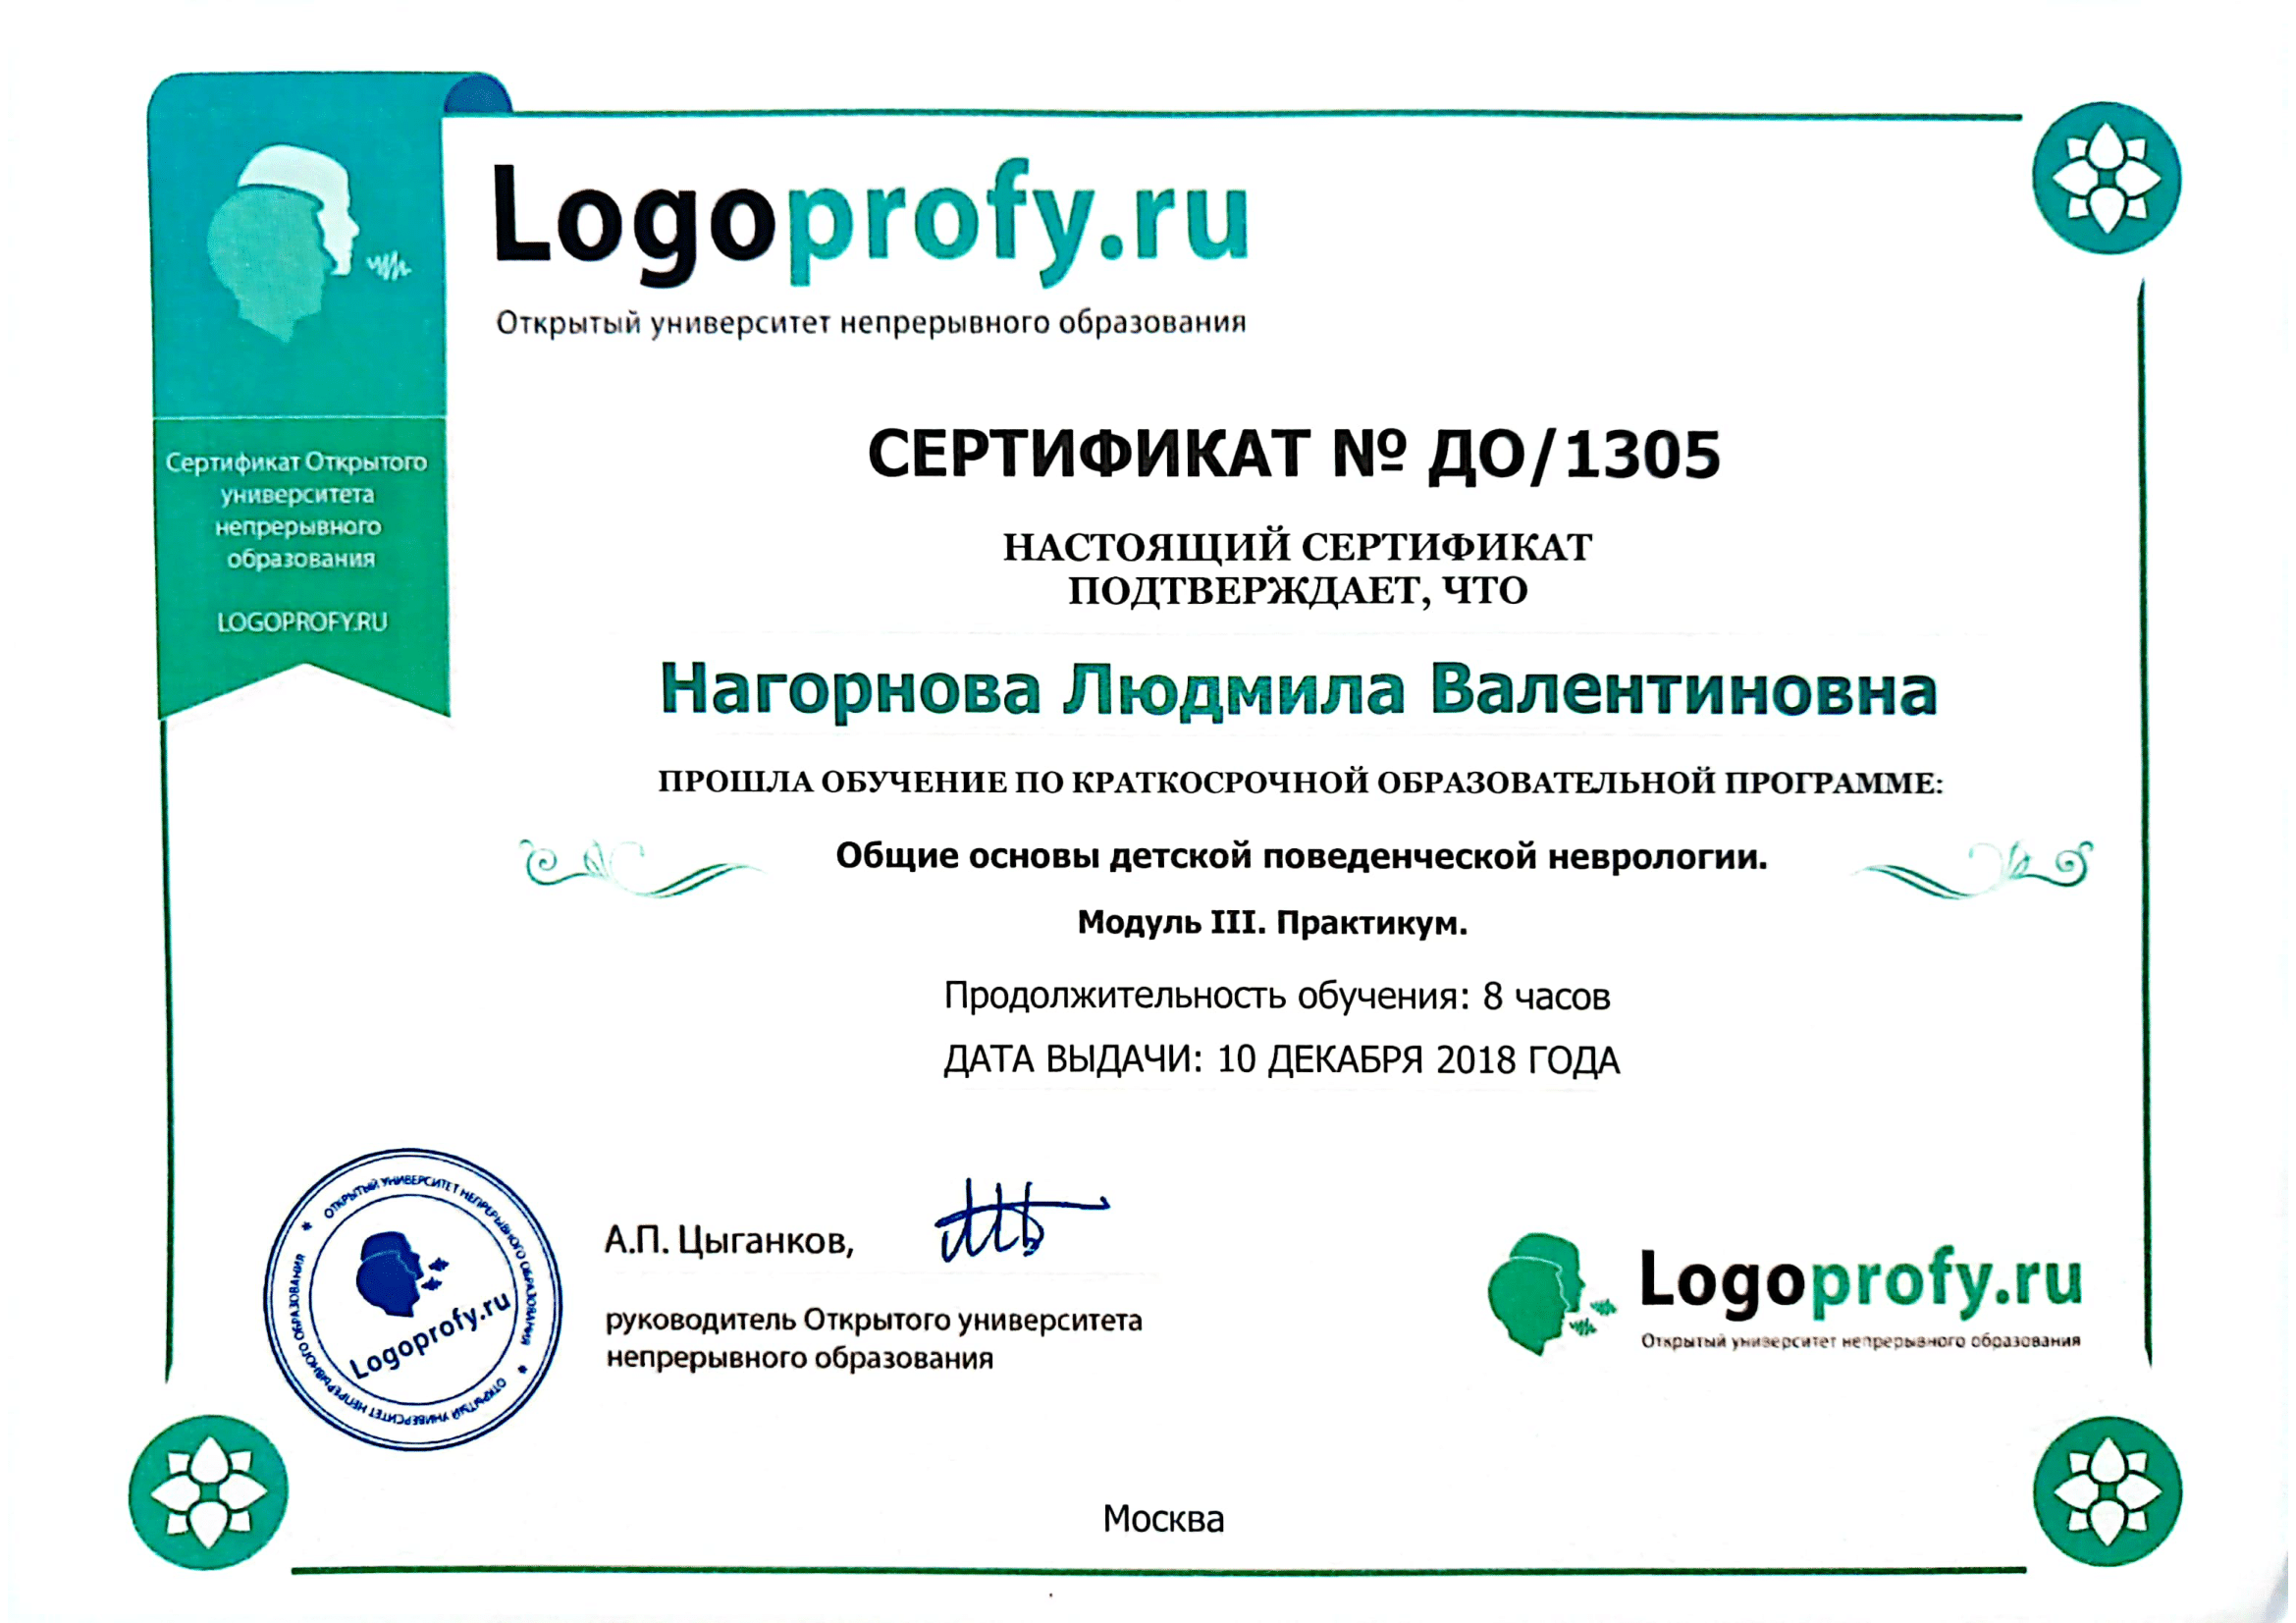 Logoprofy.ru
Открытый университет непрерывного образования
Сертификат Открытого
университета
непрерывного
образования
LOGOPROFY.RU
СЕРТИФИКАТ № ДО/1305
НАСТОЯЩИЙ СЕРТИФИКАТ
ПОДТВЕРЖДАЕТ, ЧТО
Нагорнова Людмила Валентиновна
ПРОШЛА ОБУЧЕНИЕ ПО КРАТКОСРОЧНОЙ ОБРАЗОВАТЕЛЬНОЙ ПРОГРАММЕ:
Общие основы детской поведенческой неврологии.
Модуль III. Практикум.
Продолжительность обучения: 8 часов
ДАТА ВЫДАЧИ: 10 ДЕКАБРЯ 2018 ГОДА
ОТКРЫТЫЙ УНИВЕРСИТЕТ НЕПРЕРЫВНОГО ОБРАЗОВАНИЯ * ОТКРЫТЫЙ УНИВЕРСИТЕТ НЕПРЕРЫВНОГО ОБРАЗОВАНИЯ *
Logoprofy.ru
А.П. Цыганков,
руководитель Открытого университета
непрерывного образования
Logoprofy.ru
Открытый университет непрерывного образования
Москва